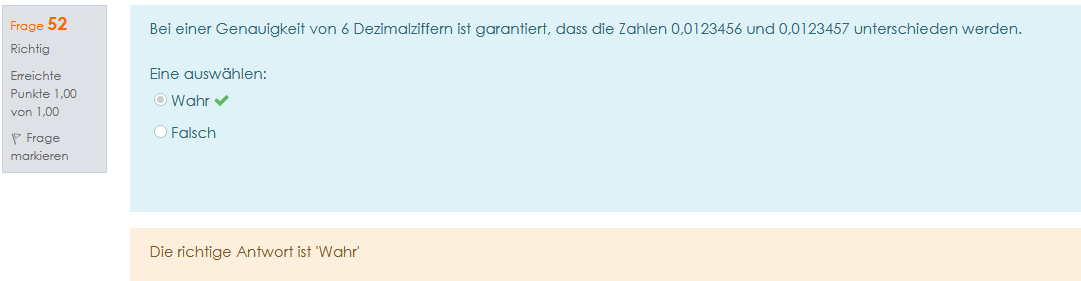 Frage 52
Richtig
Erreichte
Punkte 1,00
von 1,00
Frage
markieren
Bei einer Genauigkeit von 6 Dezimalziffern ist garantiert, dass die Zahlen 0,0123456 und 0,0123457 unterschieden werden.
Eine auswählen:
Wahr
Falsch
Die richtige Antwort ist 'Wahr'